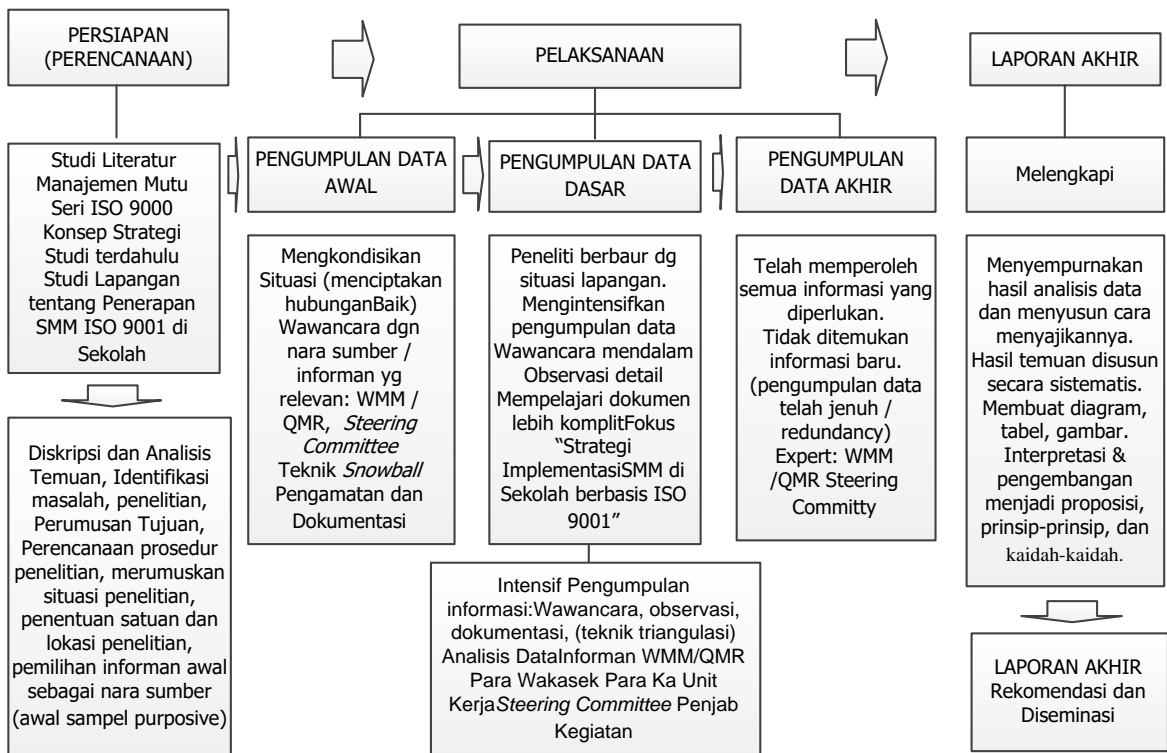 PERSIAPAN
(PERENCANAAN)
PELAKSANAAN
LAPORAN AKHIR
Studi Literatur
Manajemen Mutu
Seri ISO 9000
Konsep Strategi
Studi terdahulu
Studi Lapangan
tentang Penerapan
SMM ISO 9001 di
Sekolah
Diskripsi dan Analisis
Temuan, Identifikasi
masalah, penelitian,
Perumusan Tujuan,
Perencanaan prosedur
penelitian, merumuskan
situasi penelitian,
penentuan satuan dan
lokasi penelitian,
pemilihan informan awal
sebagai nara sumber
(awal sampel purposive)
PENGUMPULAN DATA
AWAL
Mengkondisikan
Situasi (menciptakan
hubunganBaik)
Wawancara dgn
nara sumber /
informan yg
relevan: WMM /
QMR, Steering
Committee
Teknik Snowball
Pengamatan dan
Dokumentasi
PENGUMPULAN DATA
DASAR
Peneliti berbaur dg
situasi lapangan.
Mengintensifkan
pengumpulan data
Wawancara mendalam
Observasi detail
Mempelajari dokumen
lebih komplitFokus
“Strategi
ImplementasiSMM di
Sekolah berbasis ISO
9001”
Intensif Pengumpulan
informasi:Wawancara, observasi,
dokumentasi, (teknik triangulasi)
Analisis DataInforman WMM/QMR
Para Wakasek Para Ka Unit
KerjaSteering Committee Penjab
Kegiatan
PENGUMPULAN
DATA AKHIR
Telah memperoleh
semua informasi yang
diperlukan.
Tidak ditemukan
informasi baru.
(pengumpulan data
telah jenuh /
redundancy)
Expert: WMM
/QMR Steering
Committy
Melengkapi
Menyempurnakan
hasil analisis data
dan menyusun cara
menyajikannya.
Hasil temuan disusun
secara sistematis.
Membuat diagram,
tabel, gambar.
Interpretasi &
pengembangan
menjadi proposisi,
prinsip-prinsip, dan
kaidah-kaidah.
LAPORAN AKHIR
Rekomendasi dan
Diseminasi